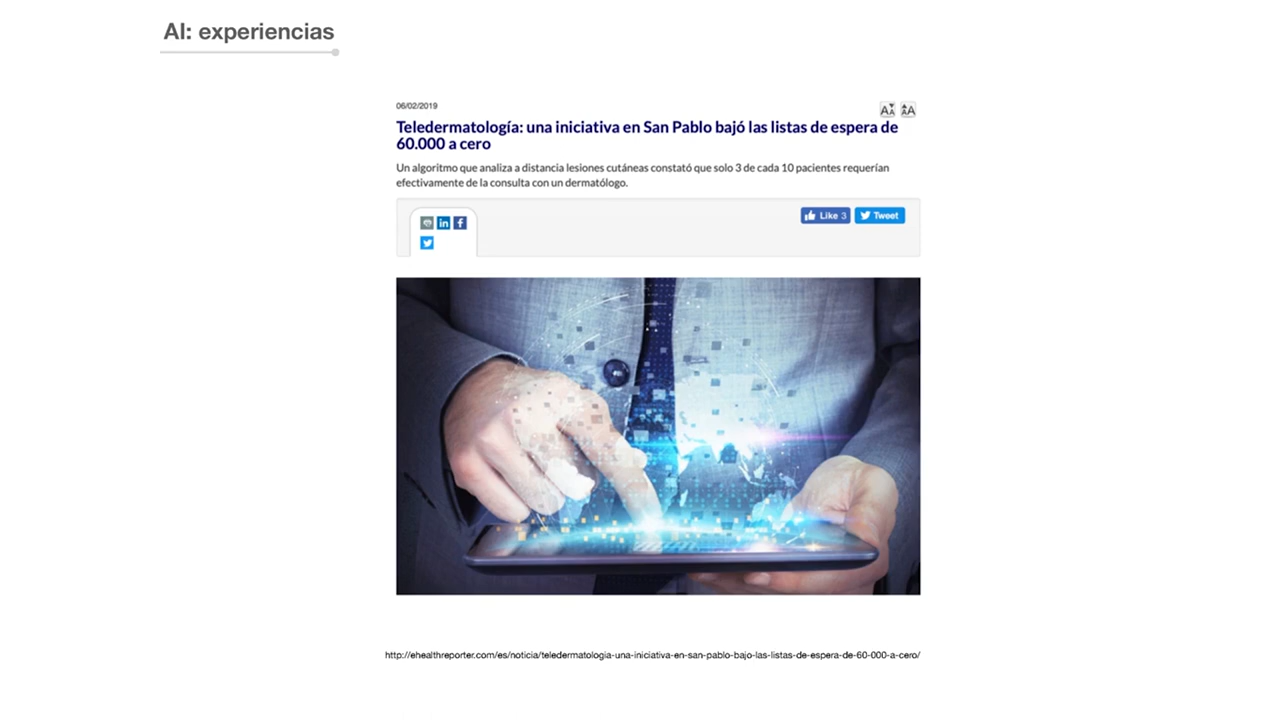 AI: experiencias
06/02/2019
Teledermatología: una iniciativa en San Pablo bajó las listas de espera de
60.000 a cero
Un algoritmo que analiza a distancia lesiones cutáneas constató que solo 3 de cada 10 pacientes requerían
efectivamente de la consulta con un dermatólogo.
Like 3 Tweet
http://ehealthreporter.com/es/noticia/teledermatologia-una-iniciativa-en-san-pablo-bajo-las-listas-de-espera-de-60-000-a-cero/